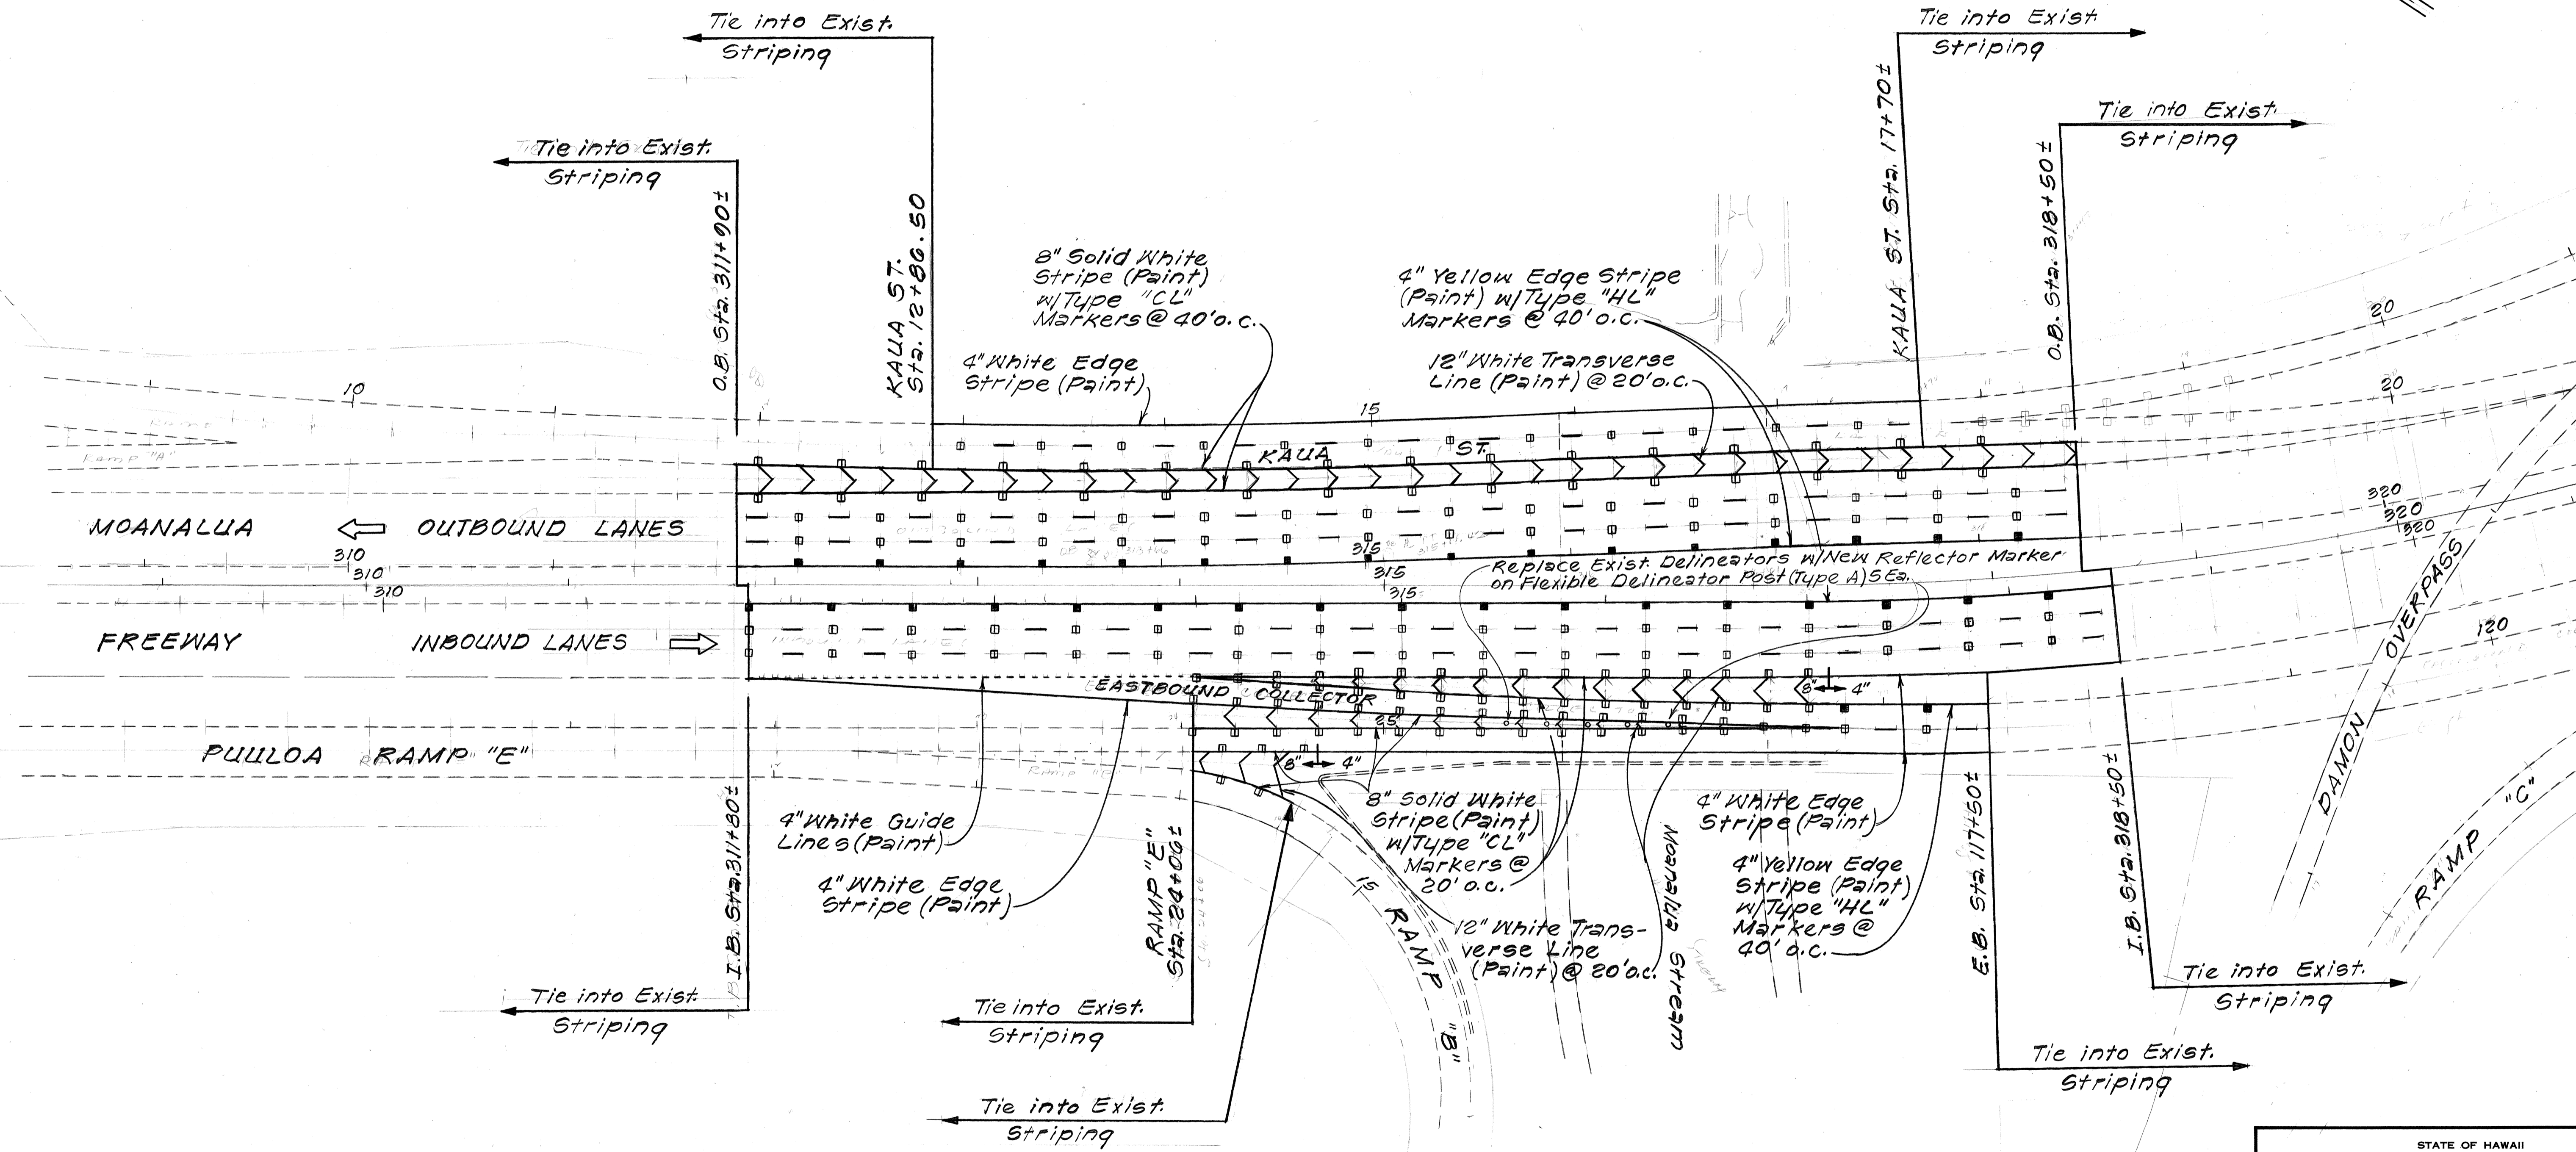 Tie into Exist.
Striping
Tie into Exist.
Striping
Tie into Exist.
Striping
Tie into Exist.
Striping
O.B. Sta. 311+90±
KAUA ST.
Sta. 12+86.50
KAUA ST. Sta. 17+70±
O.B. Sta. 318+50±
8" Solid White
Stripe (Paint)
w/Type "CL"
Markers @ 40' o.c.
4" Yellow Edge Stripe
(Paint) w/Type "HL"
Markers @ 40' o.c.
4" White Edge
Stripe (Paint)
12" White Transverse
Line (Paint) @ 20' o.c.
10
15
20
20
Ramp "A"
KAUA ST.
MOANALUA
OUTBOUND LANES
310
310
310
315
315
315
320
320
320
Replace Exist. Delineators w/New Reflector Marker
on Flexible Delineator Post (Type A) 5 Ea.
FREEWAY
INBOUND LANES
DAMON OVERPASS
120
EASTBOUND COLLECTOR
25
8" 4"
8" 4"
PUULOA RAMP "E"
4" White Guide
Lines (Paint)
4" White Edge
Stripe (Paint)
8" Solid White
Stripe (Paint)
w/Type "CL"
Markers @
20' o.c.
4" White Edge
Stripe (Paint)
4" Yellow Edge
Stripe (Paint)
w/Type "HL"
Markers @
40' o.c.
12" White Trans-
verse Line
(Paint) @ 20' o.c.
15
RAMP "B"
Moanalua Stream
RAMP "C"
I.B. Sta. 311+80±
RAMP "E"
Sta. 24+06±
E.B. Sta. 117+50±
I.B. Sta. 318+50±
Tie into Exist.
Striping
Tie into Exist.
Striping
Tie into Exist.
Striping
Tie into Exist.
Striping
Tie into Exist.
Striping
STATE OF HAWAII